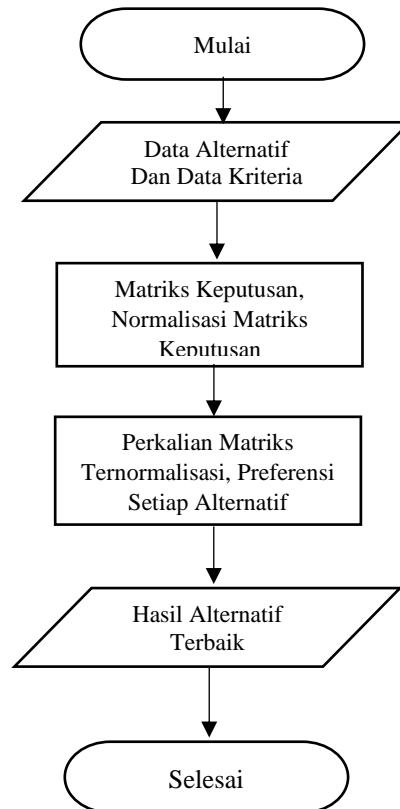 Mulai
Data Alternatif
Dan Data Kriteria
Matriks Keputusan,
Normalisasi Matriks
Keputusan
Perkalian Matriks
Ternormalisasi, Preferensi
Setiap Alternatif
Hasil Alternatif
Terbaik
Selesai